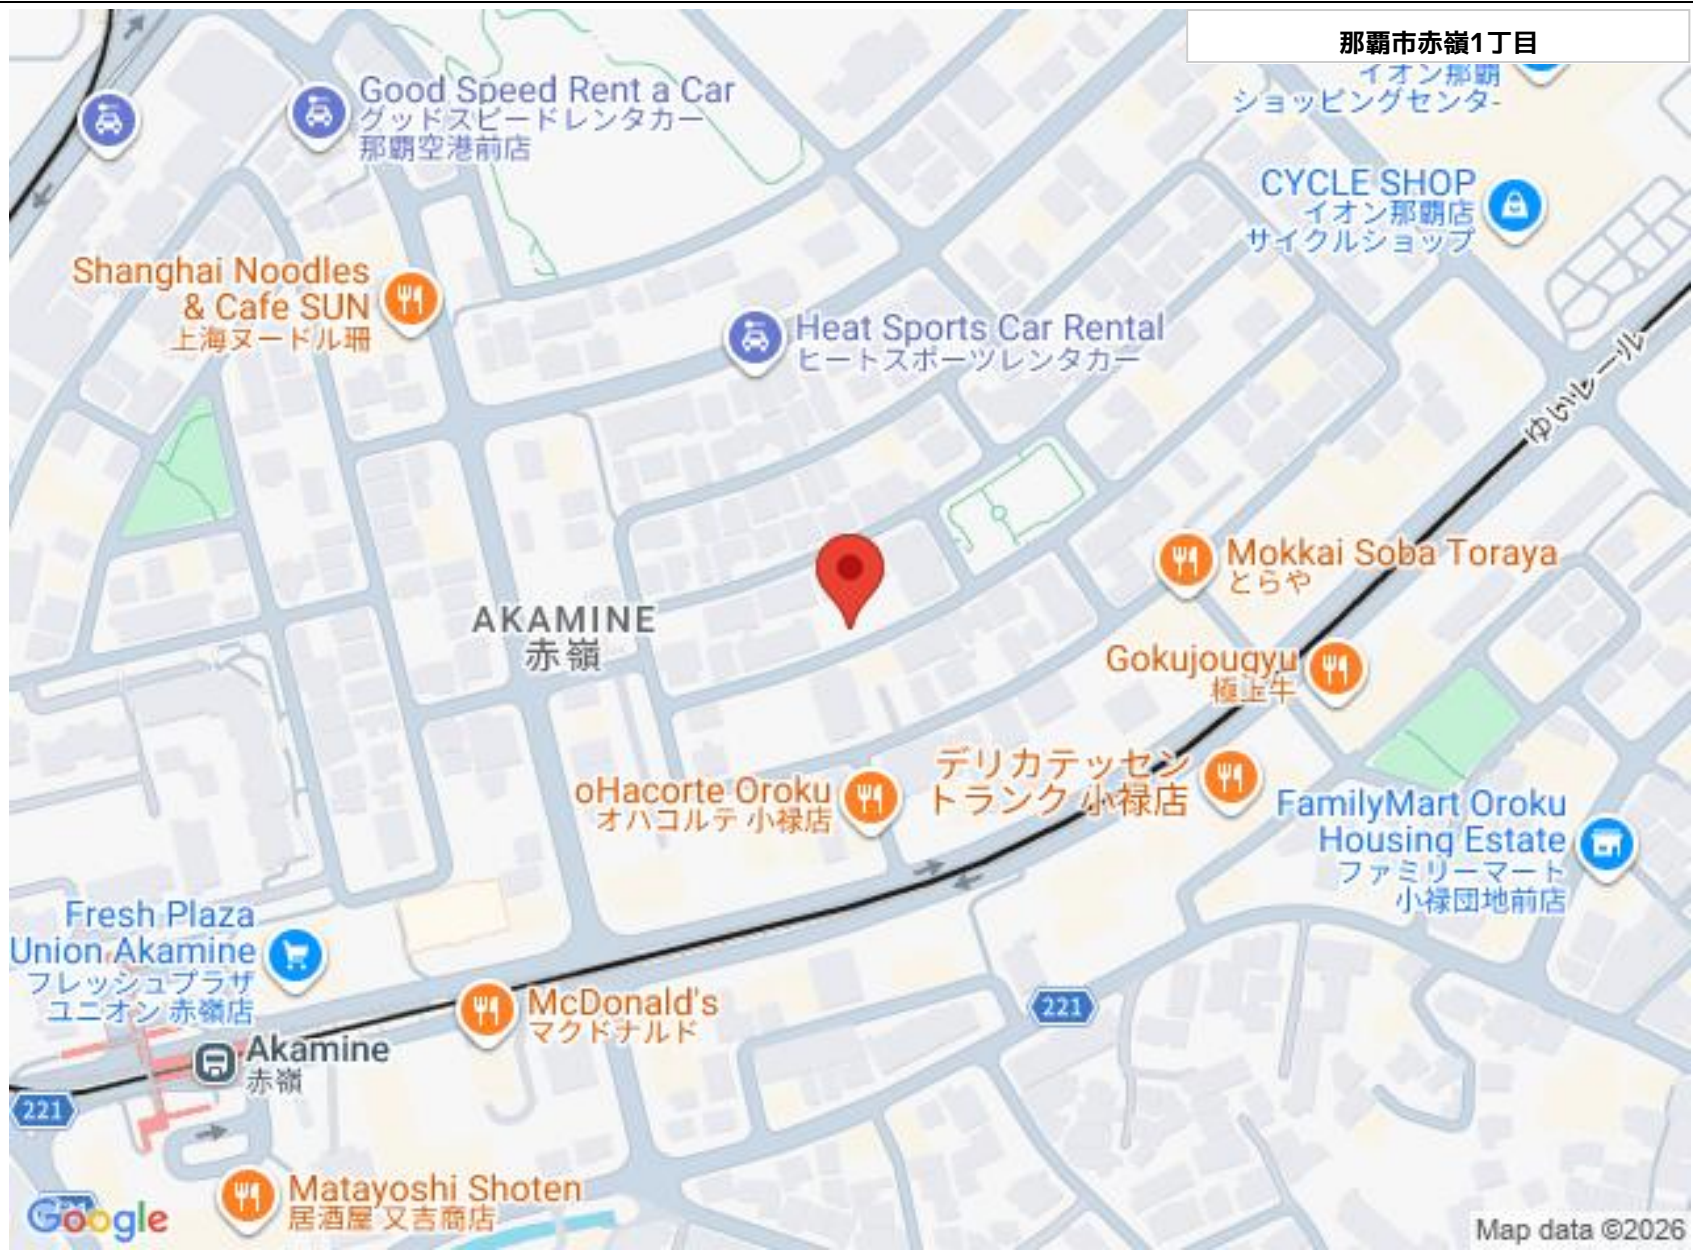 那覇市赤嶺1丁目
イオン那覇
ショッピングセンター
Good Speed Rent a Car
グッドスピードレンタカー
那覇空港前店
CYCLE SHOP
イオン那覇店
サイクルショップ
Shanghai Noodles
& Cafe SUN
上海ヌードル珊
Heat Sports Car Rental
ヒートスポーツレンタカー
ゆいレール
Mokkai Soba Toraya
とらや
AKAMINE
赤嶺
Gokujougyu
極上牛
デリカテッセン
トランク 小禄店
oHacorte Oroku
オハコルテ 小禄店
FamilyMart Oroku
Housing Estate
ファミリーマート
小禄団地前店
Fresh Plaza
Union Akamine
フレッシュプラザ
ユニオン 赤嶺店
McDonald's
マクドナルド
221
Akamine
赤嶺
221
Matayoshi Shoten
居酒屋 又吉商店
Google
Map data ©2026